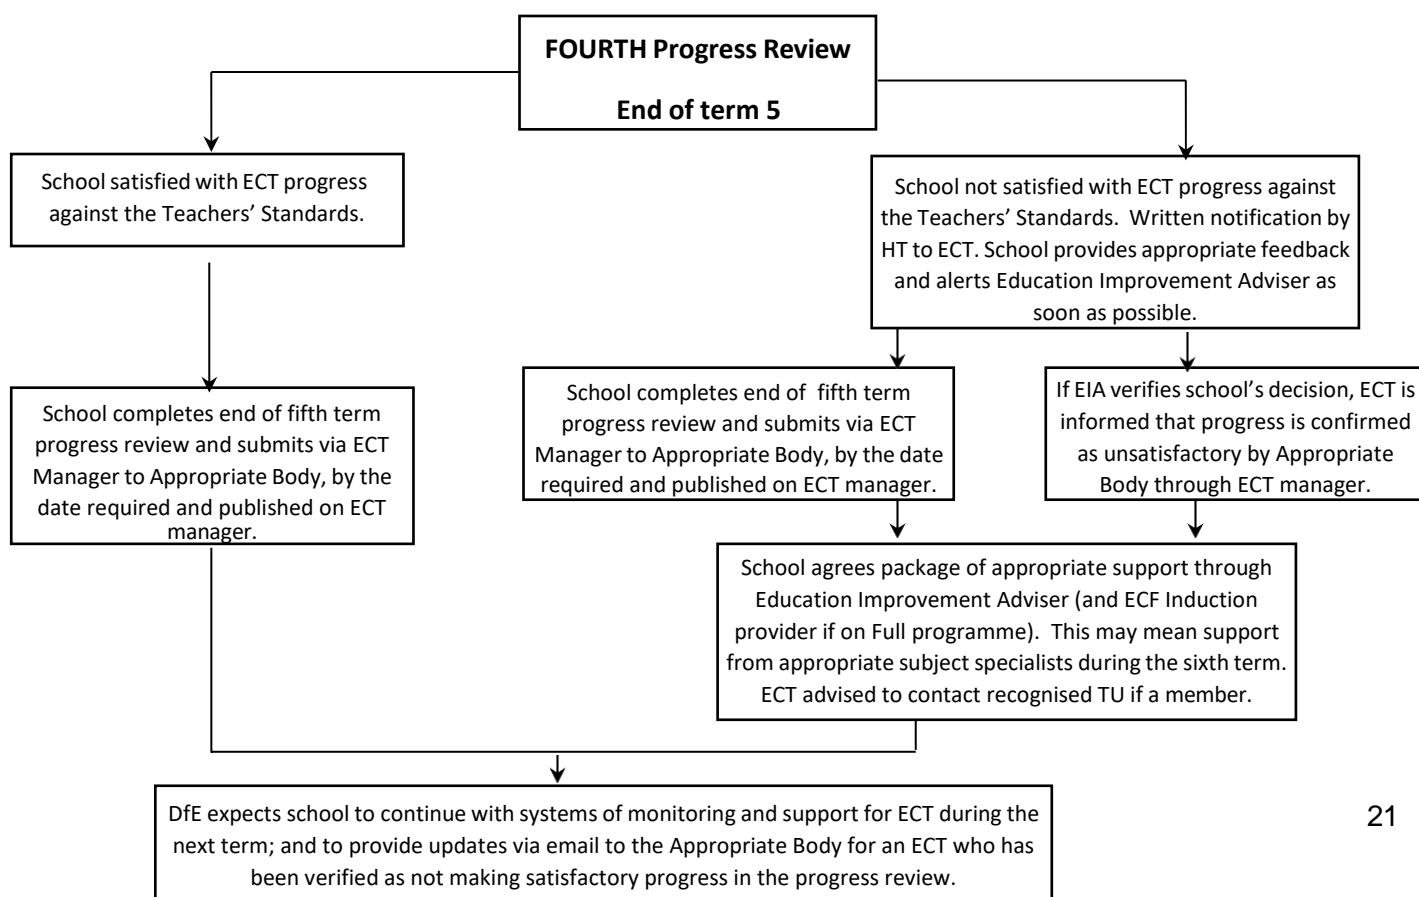 FOURTH Progress Review
End of term 5
School satisfied with ECT progress
against the Teachers’ Standards.
School not satisfied with ECT progress against
the Teachers’ Standards. Written notification by
HT to ECT. School provides appropriate feedback
and alerts Education Improvement Adviser as
soon as possible.
School completes end of fifth term
progress review and submits via ECT
Manager to Appropriate Body, by the
date required and published on ECT
manager.
School completes end of fifth term
progress review and submits via ECT
Manager to Appropriate Body, by the date
required and published on ECT manager.
If EIA verifies school’s decision, ECT is
informed that progress is confirmed
as unsatisfactory by Appropriate
Body through ECT manager.
School agrees package of appropriate support through
Education Improvement Adviser (and ECF Induction
provider if on Full programme). This may mean support
from appropriate subject specialists during the sixth term.
ECT advised to contact recognised TU if a member.
DfE expects school to continue with systems of monitoring and support for ECT during the
next term; and to provide updates via email to the Appropriate Body for an ECT who has
been verified as not making satisfactory progress in the progress review.
21